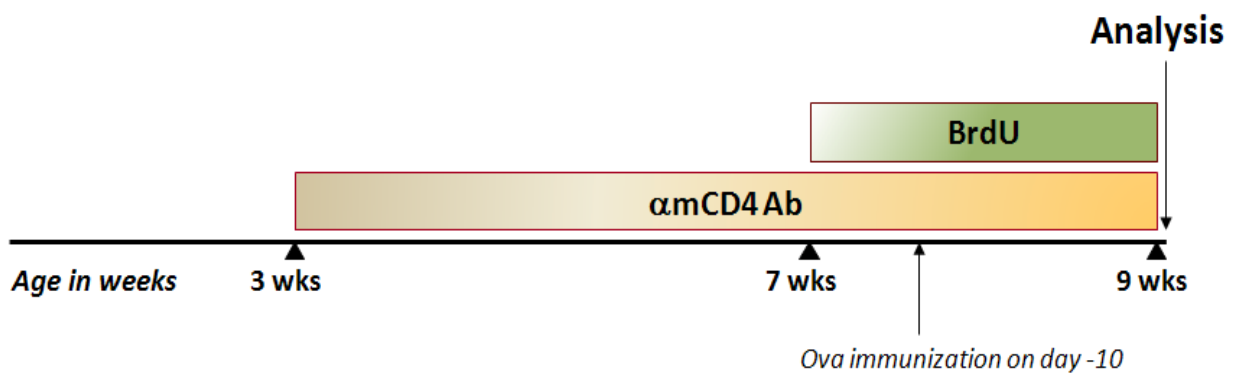 Analysis
BrdU
αmCD4 Ab
Age in weeks
3 wks
7 wks
9 wks
Ova immunization on day -10